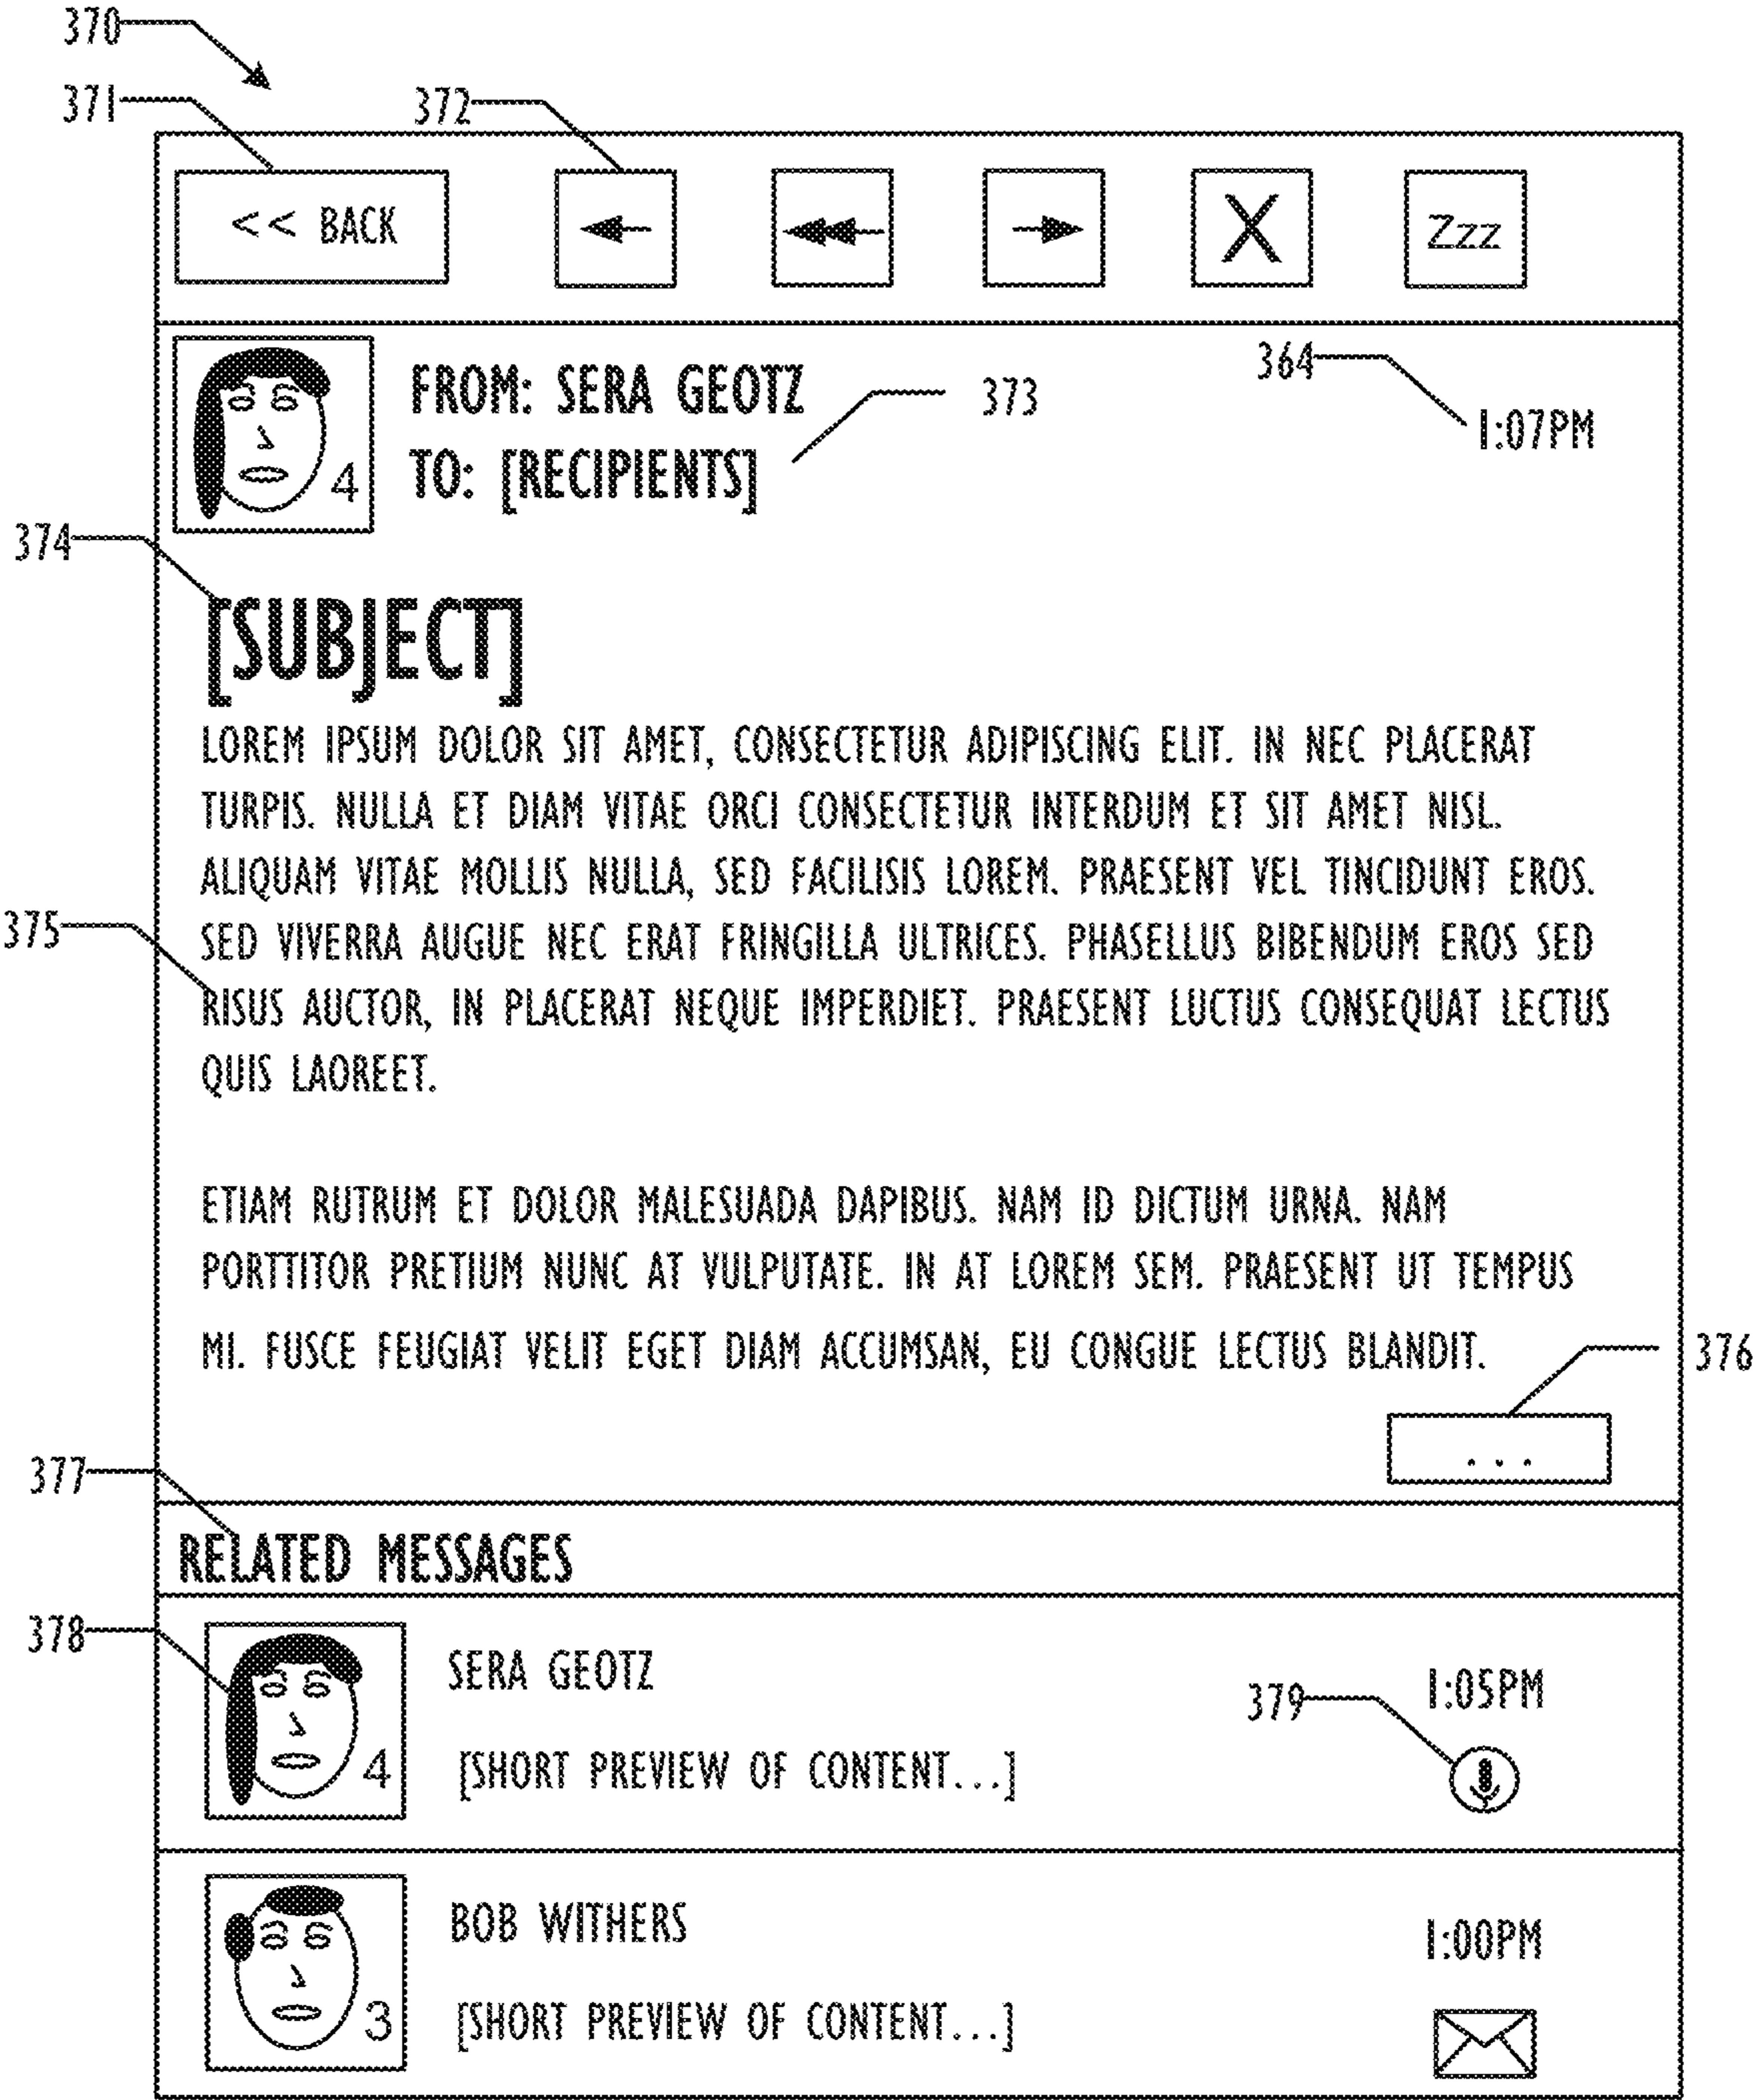 370
371
372
<< BACK
X
Zzz
FROM: SERA GEOTZ
373
364
1:07PM
TO: [RECIPIENTS]
4
374
[SUBJECT]
LOREM IPSUM DOLOR SIT AMET, CONSECTETUR ADIPISCING ELIT. IN NEC PLACERAT
TURPIS. NULLA ET DIAM VITAE ORCI CONSECTETUR INTERDUM ET SIT AMET NISL.
ALIQUAM VITAE MOLLIS NULLA, SED FACILISIS LOREM. PRAESENT VEL TINCIDUNT EROS.
375
SED VIVERRA AUGUE NEC ERAT FRINGILLA ULTRICES. PHASELLUS BIBENDUM EROS SED
RISUS AUCTOR, IN PLACERAT NEQUE IMPERDIET. PRAESENT LUCTUS CONSEQUAT LECTUS
QUIS LAOREET.
ETIAM RUTRUM ET DOLOR MALESUADA DAPIBUS. NAM ID DICTUM URNA. NAM
PORTTITOR PRETIUM NUNC AT VULPUTATE. IN AT LOREM SEM. PRAESENT UT TEMPUS
MI. FUSCE FEUGIAT VELIT EGET DIAM ACCUMSAN, EU CONGUE LECTUS BLANDIT.
376
...
377
RELATED MESSAGES
378
SERA GEOTZ
1:05PM
379
4
[SHORT PREVIEW OF CONTENT...]
BOB WITHERS
1:00PM
3
[SHORT PREVIEW OF CONTENT...]